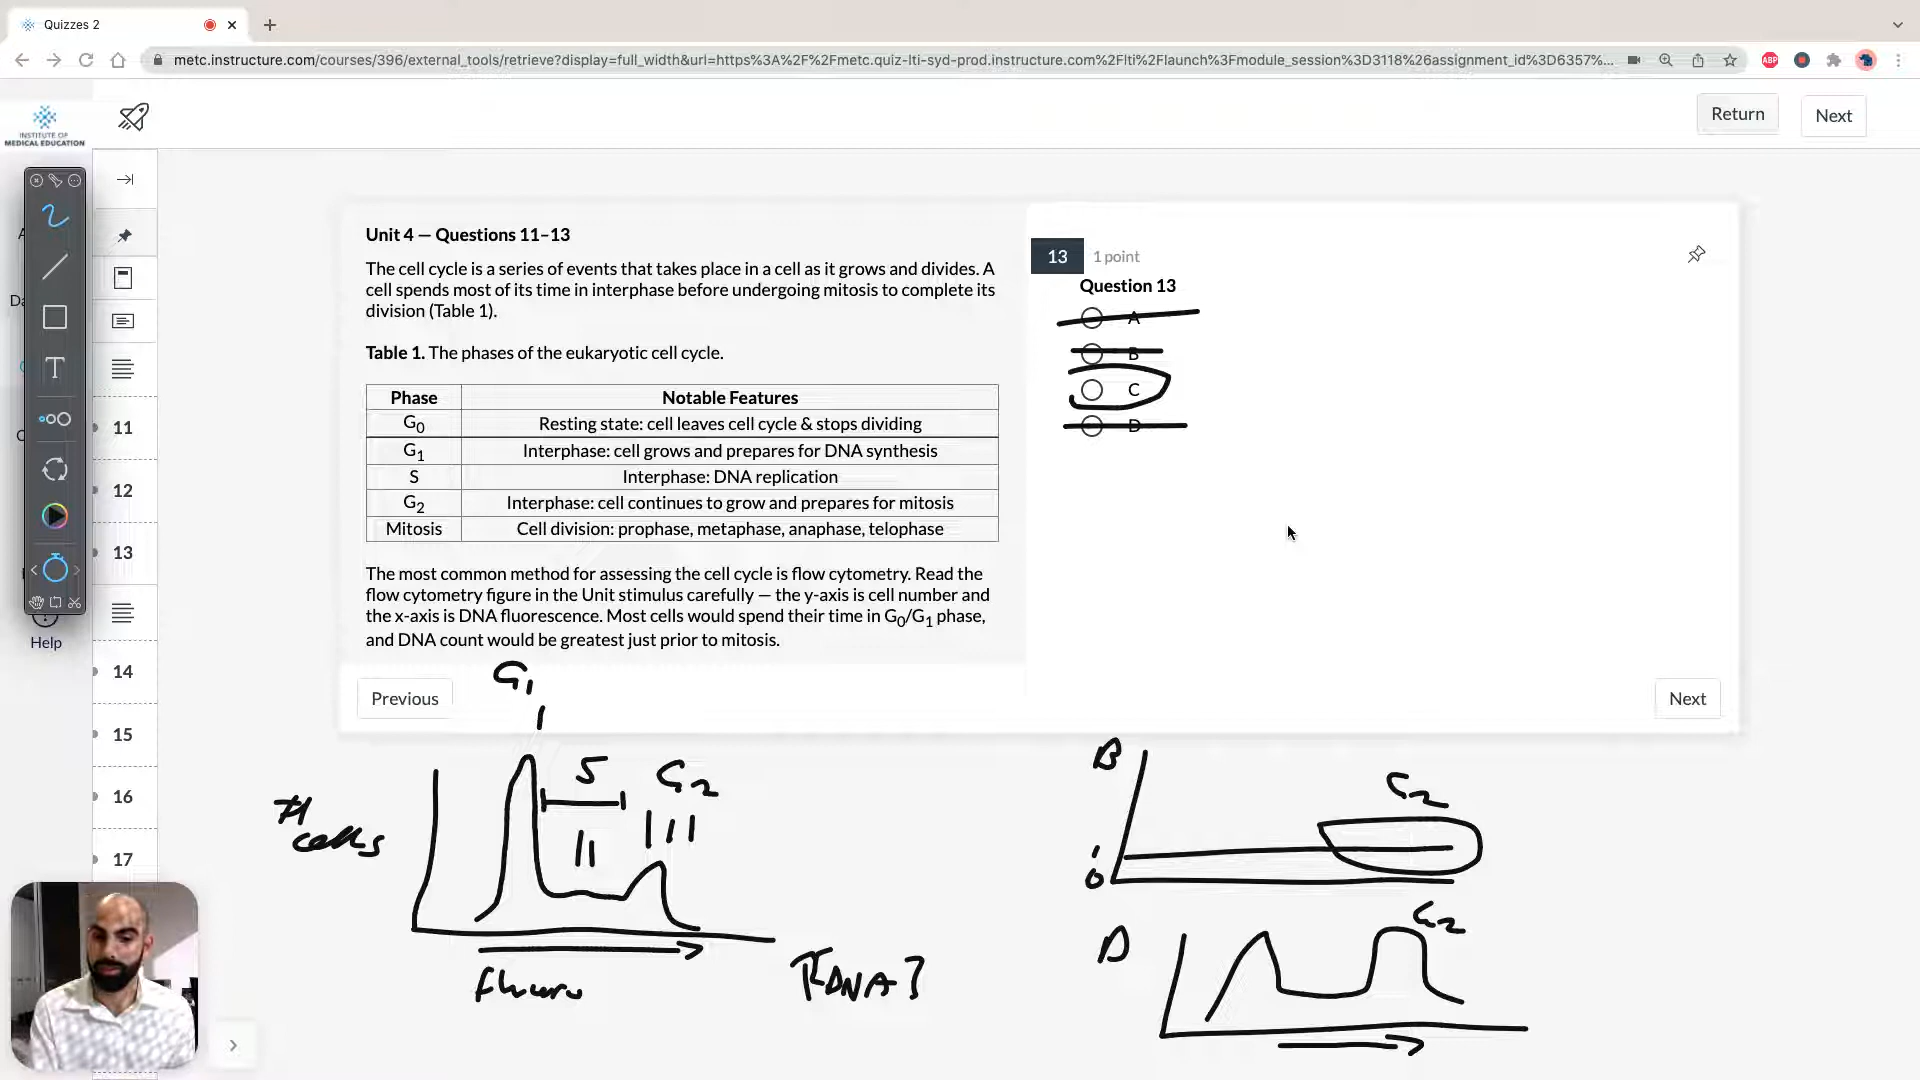 Quizzes 2
metc.instructure.com/courses/396/external_tools/retrieve?display=full_width&url=https%3A%2F%2Fmetc.quiz-lti-syd-prod.instructure.com%2Flti%2Flaunch%3Fmodule_session%3D3118%26assignment_id%3D6357%...
ABP
INSTITUTE OF
MEDICAL EDUCATION
Return
Next
Unit 4 — Questions 11–13
The cell cycle is a series of events that takes place in a cell as it grows and divides. A
cell spends most of its time in interphase before undergoing mitosis to complete its
division (Table 1).
Table 1. The phases of the eukaryotic cell cycle.
Phase Notable Features
G0 Resting state: cell leaves cell cycle & stops dividing
G1 Interphase: cell grows and prepares for DNA synthesis
S Interphase: DNA replication
G2 Interphase: cell continues to grow and prepares for mitosis
Mitosis Cell division: prophase, metaphase, anaphase, telophase
The most common method for assessing the cell cycle is flow cytometry. Read the
flow cytometry figure in the Unit stimulus carefully — the y-axis is cell number and
the x-axis is DNA fluorescence. Most cells would spend their time in G0/G1 phase,
and DNA count would be greatest just prior to mitosis.
Previous
13
1 point
Question 13
A
B
C
D
Next
T
11
12
13
14
15
16
17
Help
G1
S
G2
# cells
fluoro
[DNA]
B
G2
1
0
D
G2